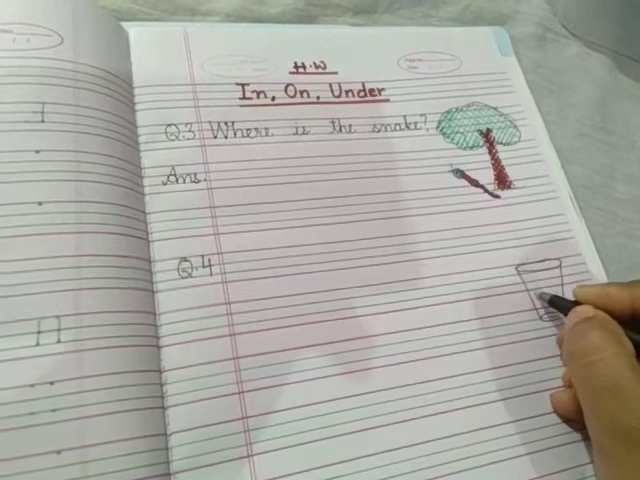 H.W
In, On, Under
Q.3 Where is the snake?
Ans.
Q.4